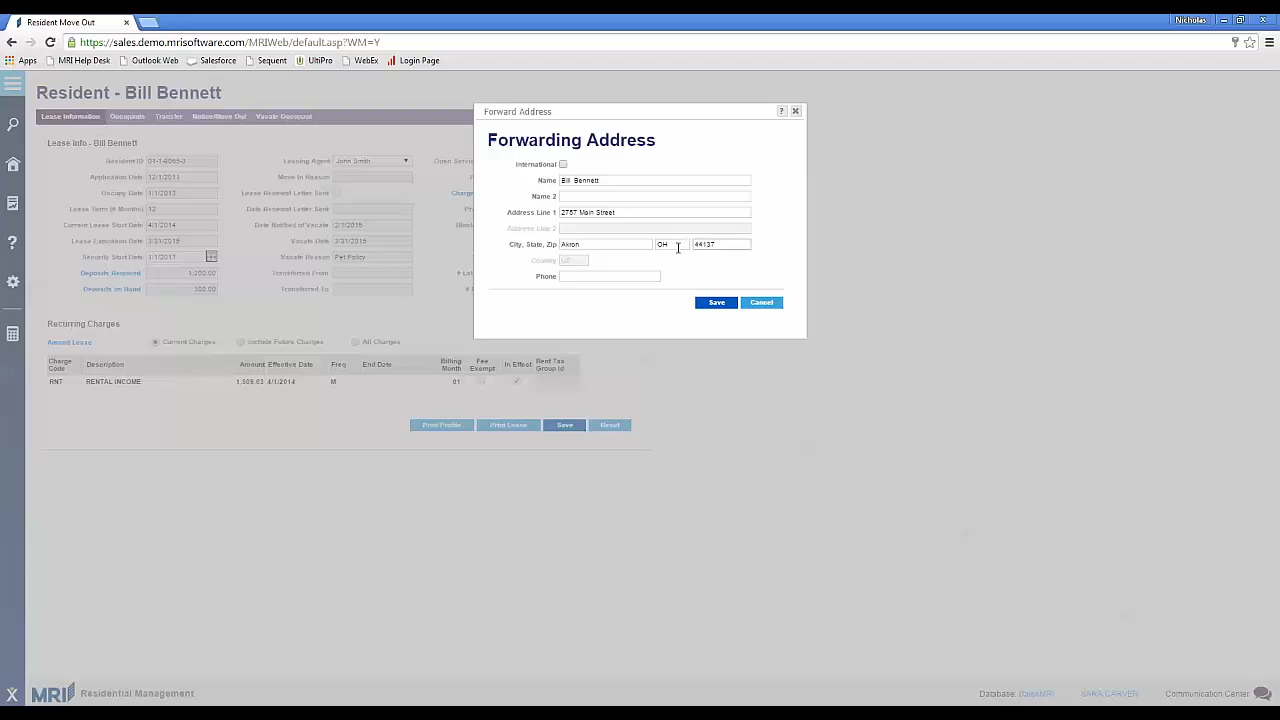 Resident Move Out
Nicholas
https://sales.demo.mrisoftware.com/MRIWeb/default.asp?WM=Y
Apps MRI Help Desk Outlook Web Salesforce Sequent UltiPro WebEx Login Page
Resident - Bill Bennett
Lease Information Occupants Transfer Notice/Move Out Vacate Occupant
Forward Address
Forwarding Address
International
Name Bill Bennett
Name 2
Address Line 1 2757 Main Street
Address Line 2
City, State, Zip Akron OH 44137
Country
Phone
Save Cancel
Lease Info - Bill Bennett
Resident ID 01-1-6065-3 Leasing Agent John Smith
Application Date 12/1/2011 Move In Reason
Occupy Date 1/1/2013 Lease Renewal Letter Sent
Lease Term (# Months) 12 Date Renewal Letter Sent
Current Lease Start Date 4/1/2014 Date Notified of Vacate 2/1/2015
Lease Expiration Date 3/31/2015 Vacate Date 3/31/2015
Security Start Date 1/1/2013 Vacate Reason Pet Policy
Deposits Required 1,200.00 Transferred From
Deposits on Hand 300.00 Transferred To
Recurring Charges
Amend Lease Current Charges Include Future Charges All Charges
Charge Code Description Amount Effective Date Freq End Date Billing Month Fee Exempt In Effect Rent Tax Group Id
RNT RENTAL INCOME 1,509.03 4/1/2014 M 01
Print Profile Print Lease Save Reset
MRI Residential Management
Database: SalesMRI SARA CARVER Communication Center